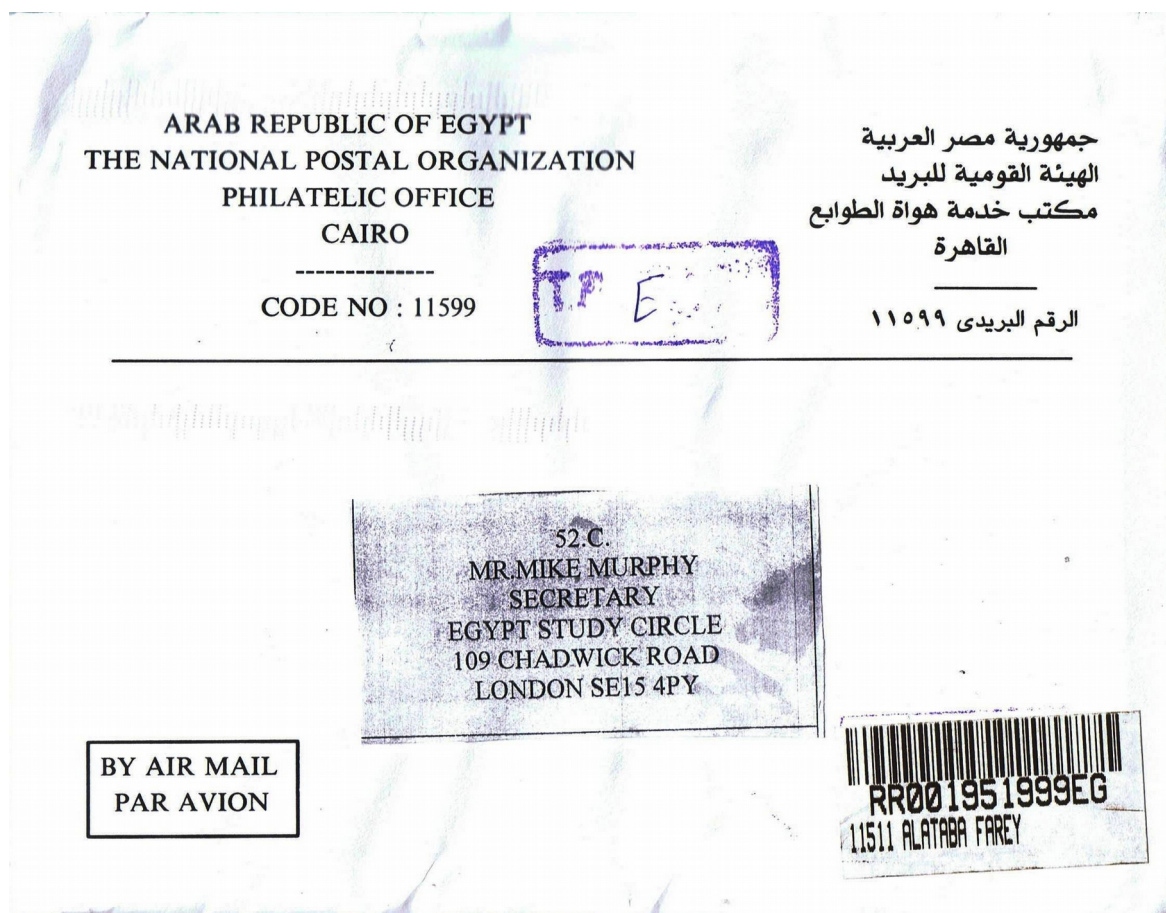 ARAB REPUBLIC OF EGYPT
THE NATIONAL POSTAL ORGANIZATION
PHILATELIC OFFICE
CAIRO
CODE NO : 11599
جمهورية مصر العربية
الهيئة القومية للبريد
مكتب خدمة هواة الطوابع
القاهرة
الرقم البريدى ١١٥٩٩
T.P E
52.C.
MR.MIKE MURPHY
SECRETARY
EGYPT STUDY CIRCLE
109 CHADWICK ROAD
LONDON SE15 4PY
BY AIR MAIL
PAR AVION
RR001951999EG
11511 ALATABA FAREY